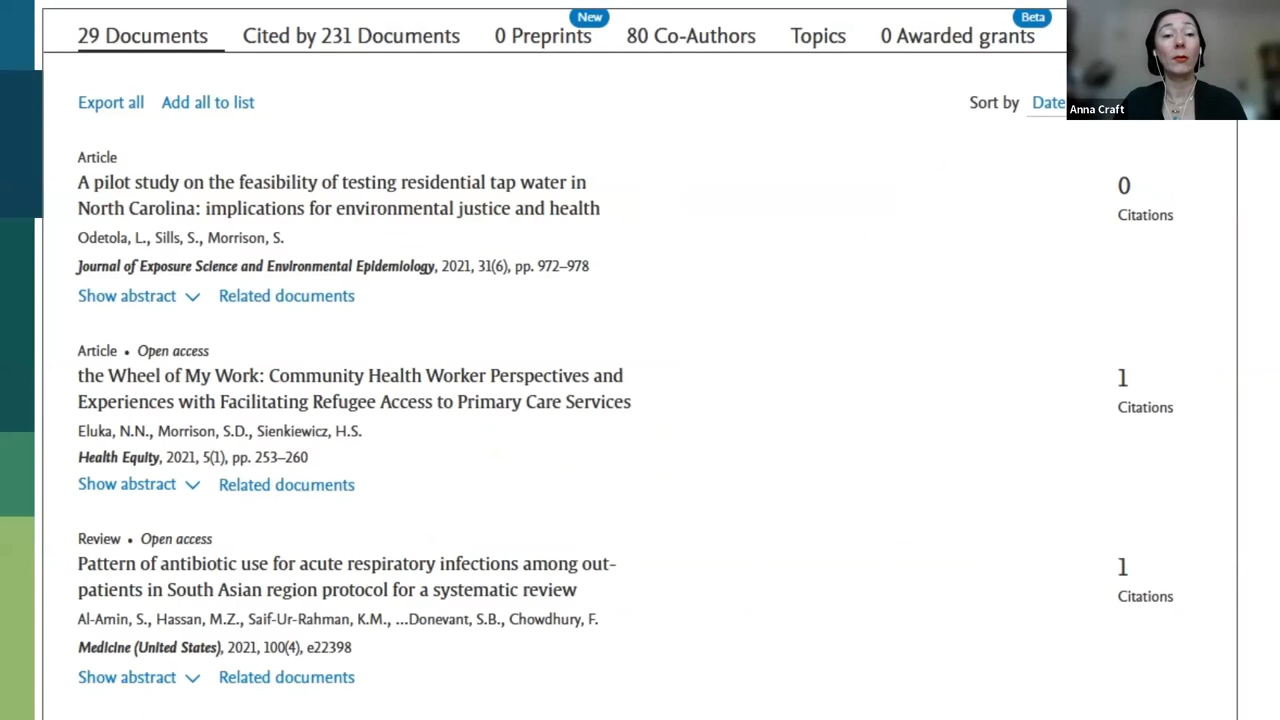 New
Beta
29 Documents Cited by 231 Documents 0 Preprints 80 Co-Authors Topics 0 Awarded grants
Export all Add all to list Sort by Date
Anna Craft
Article
A pilot study on the feasibility of testing residential tap water in
North Carolina: implications for environmental justice and health
0
Citations
Odetola, L., Sills, S., Morrison, S.
Journal of Exposure Science and Environmental Epidemiology, 2021, 31(6), pp. 972–978
Show abstract Related documents
Article • Open access
the Wheel of My Work: Community Health Worker Perspectives and
Experiences with Facilitating Refugee Access to Primary Care Services
1
Citations
Eluka, N.N., Morrison, S.D., Sienkiewicz, H.S.
Health Equity, 2021, 5(1), pp. 253–260
Show abstract Related documents
Review • Open access
Pattern of antibiotic use for acute respiratory infections among out-
patients in South Asian region protocol for a systematic review
1
Citations
Al-Amin, S., Hassan, M.Z., Saif-Ur-Rahman, K.M., ...Donevant, S.B., Chowdhury, F.
Medicine (United States), 2021, 100(4), e22398
Show abstract Related documents